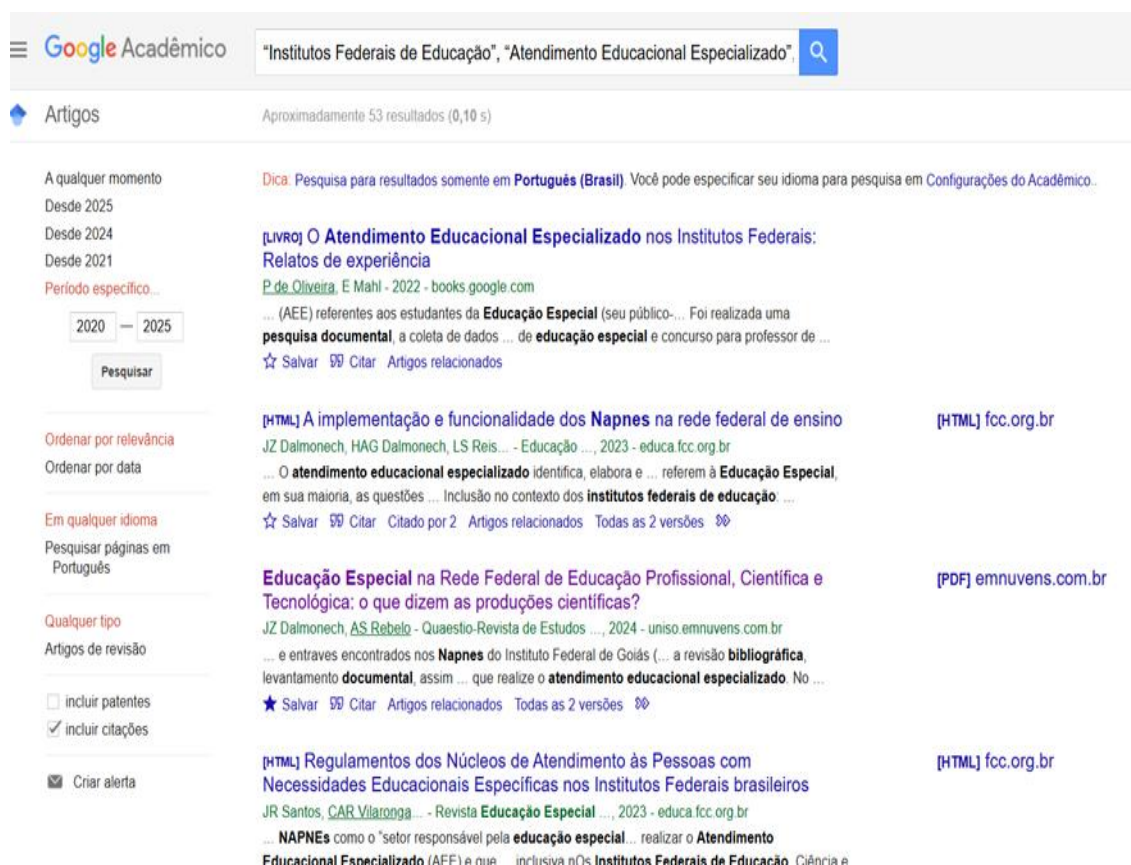 Google Acadêmico
“Institutos Federais de Educação”, “Atendimento Educacional Especializado”,
Artigos
Aproximadamente 53 resultados (0,10 s)
A qualquer momento
Desde 2025
Desde 2024
Desde 2021
Período específico...
2020 — 2025
Pesquisar
Ordenar por relevância
Ordenar por data
Em qualquer idioma
Pesquisar páginas em
Português
Qualquer tipo
Artigos de revisão
incluir patentes
incluir citações
Criar alerta
Dica: Pesquisa para resultados somente em Português (Brasil). Você pode especificar seu idioma para pesquisa em Configurações do Acadêmico..
[LIVRO] O Atendimento Educacional Especializado nos Institutos Federais:
Relatos de experiência
P de Oliveira, E Mahl - 2022 - books.google.com
... (AEE) referentes aos estudantes da Educação Especial (seu público-... Foi realizada uma
pesquisa documental, a coleta de dados ... de educação especial e concurso para professor de ...
Salvar Citar Artigos relacionados
[HTML] A implementação e funcionalidade dos Napnes na rede federal de ensino
[HTML] fcc.org.br
JZ Dalmonech, HAG Dalmonech, LS Reis... - Educação ..., 2023 - educa.fcc.org.br
... O atendimento educacional especializado identifica, elabora e ... referem à Educação Especial,
em sua maioria, as questões ... Inclusão no contexto dos institutos federais de educação: ...
Salvar Citar Citado por 2 Artigos relacionados Todas as 2 versões
Educação Especial na Rede Federal de Educação Profissional, Científica e
Tecnológica: o que dizem as produções científicas?
[PDF] emnuvens.com.br
JZ Dalmonech, AS Rebelo - Quaestio-Revista de Estudos ..., 2024 - uniso.emnuvens.com.br
... e entraves encontrados nos Napnes do Instituto Federal de Goiás (... a revisão bibliográfica,
levantamento documental, assim ... que realize o atendimento educacional especializado. No ...
Salvar Citar Artigos relacionados Todas as 2 versões
[HTML] Regulamentos dos Núcleos de Atendimento às Pessoas com
Necessidades Educacionais Específicas nos Institutos Federais brasileiros
[HTML] fcc.org.br
JR Santos, CAR Vilaronga... - Revista Educação Especial ..., 2023 - educa.fcc.org.br
... NAPNEs como o “setor responsável pela educação especial... realizar o Atendimento
Educacional Especializado (AEE) e que ... inclusiva nOs Institutos Federais de Educação, Ciência e